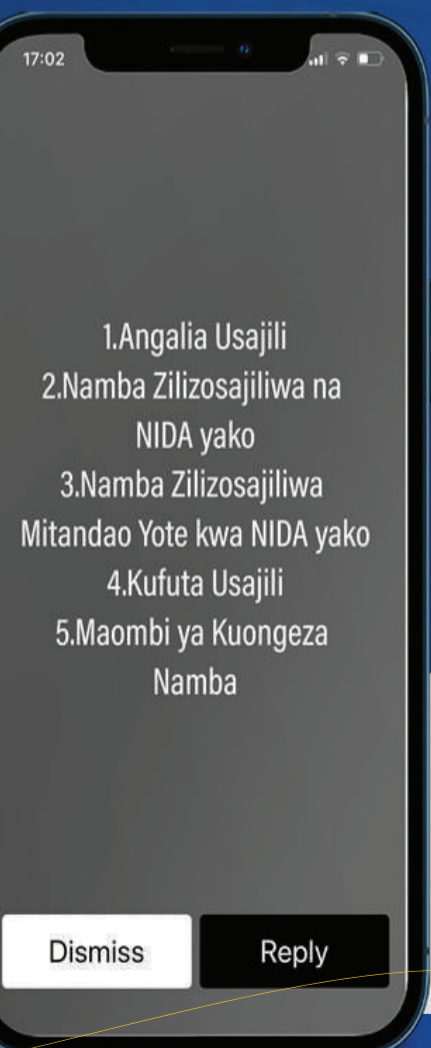 17:02
1.Angalia Usajili
2.Namba Zilizosajiliwa na
NIDA yako
3.Namba Zilizosajiliwa
Mitandao Yote kwa NIDA yako
4.Kufuta Usajili
5.Maombi ya Kuongeza
Namba
Dismiss
Reply